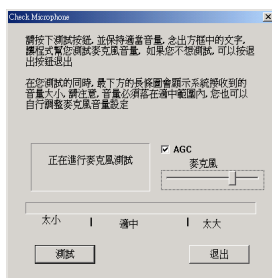 Check Microphone
請按下測試按鈕, 並保持適當音量, 念出方框中的文字,
讓程式幫您測試麥克風音量, 如果您不想測試, 可以按退
出按鈕退出
在您測試的同時, 最下方的長條圖會顯示系統接收到的
音量大小, 請注意, 音量必須落在適中範圍內, 您也可以
自行調整麥克風音量設定
正在進行麥克風測試
AGC
麥克風
太小
適中
太大
測試
退出